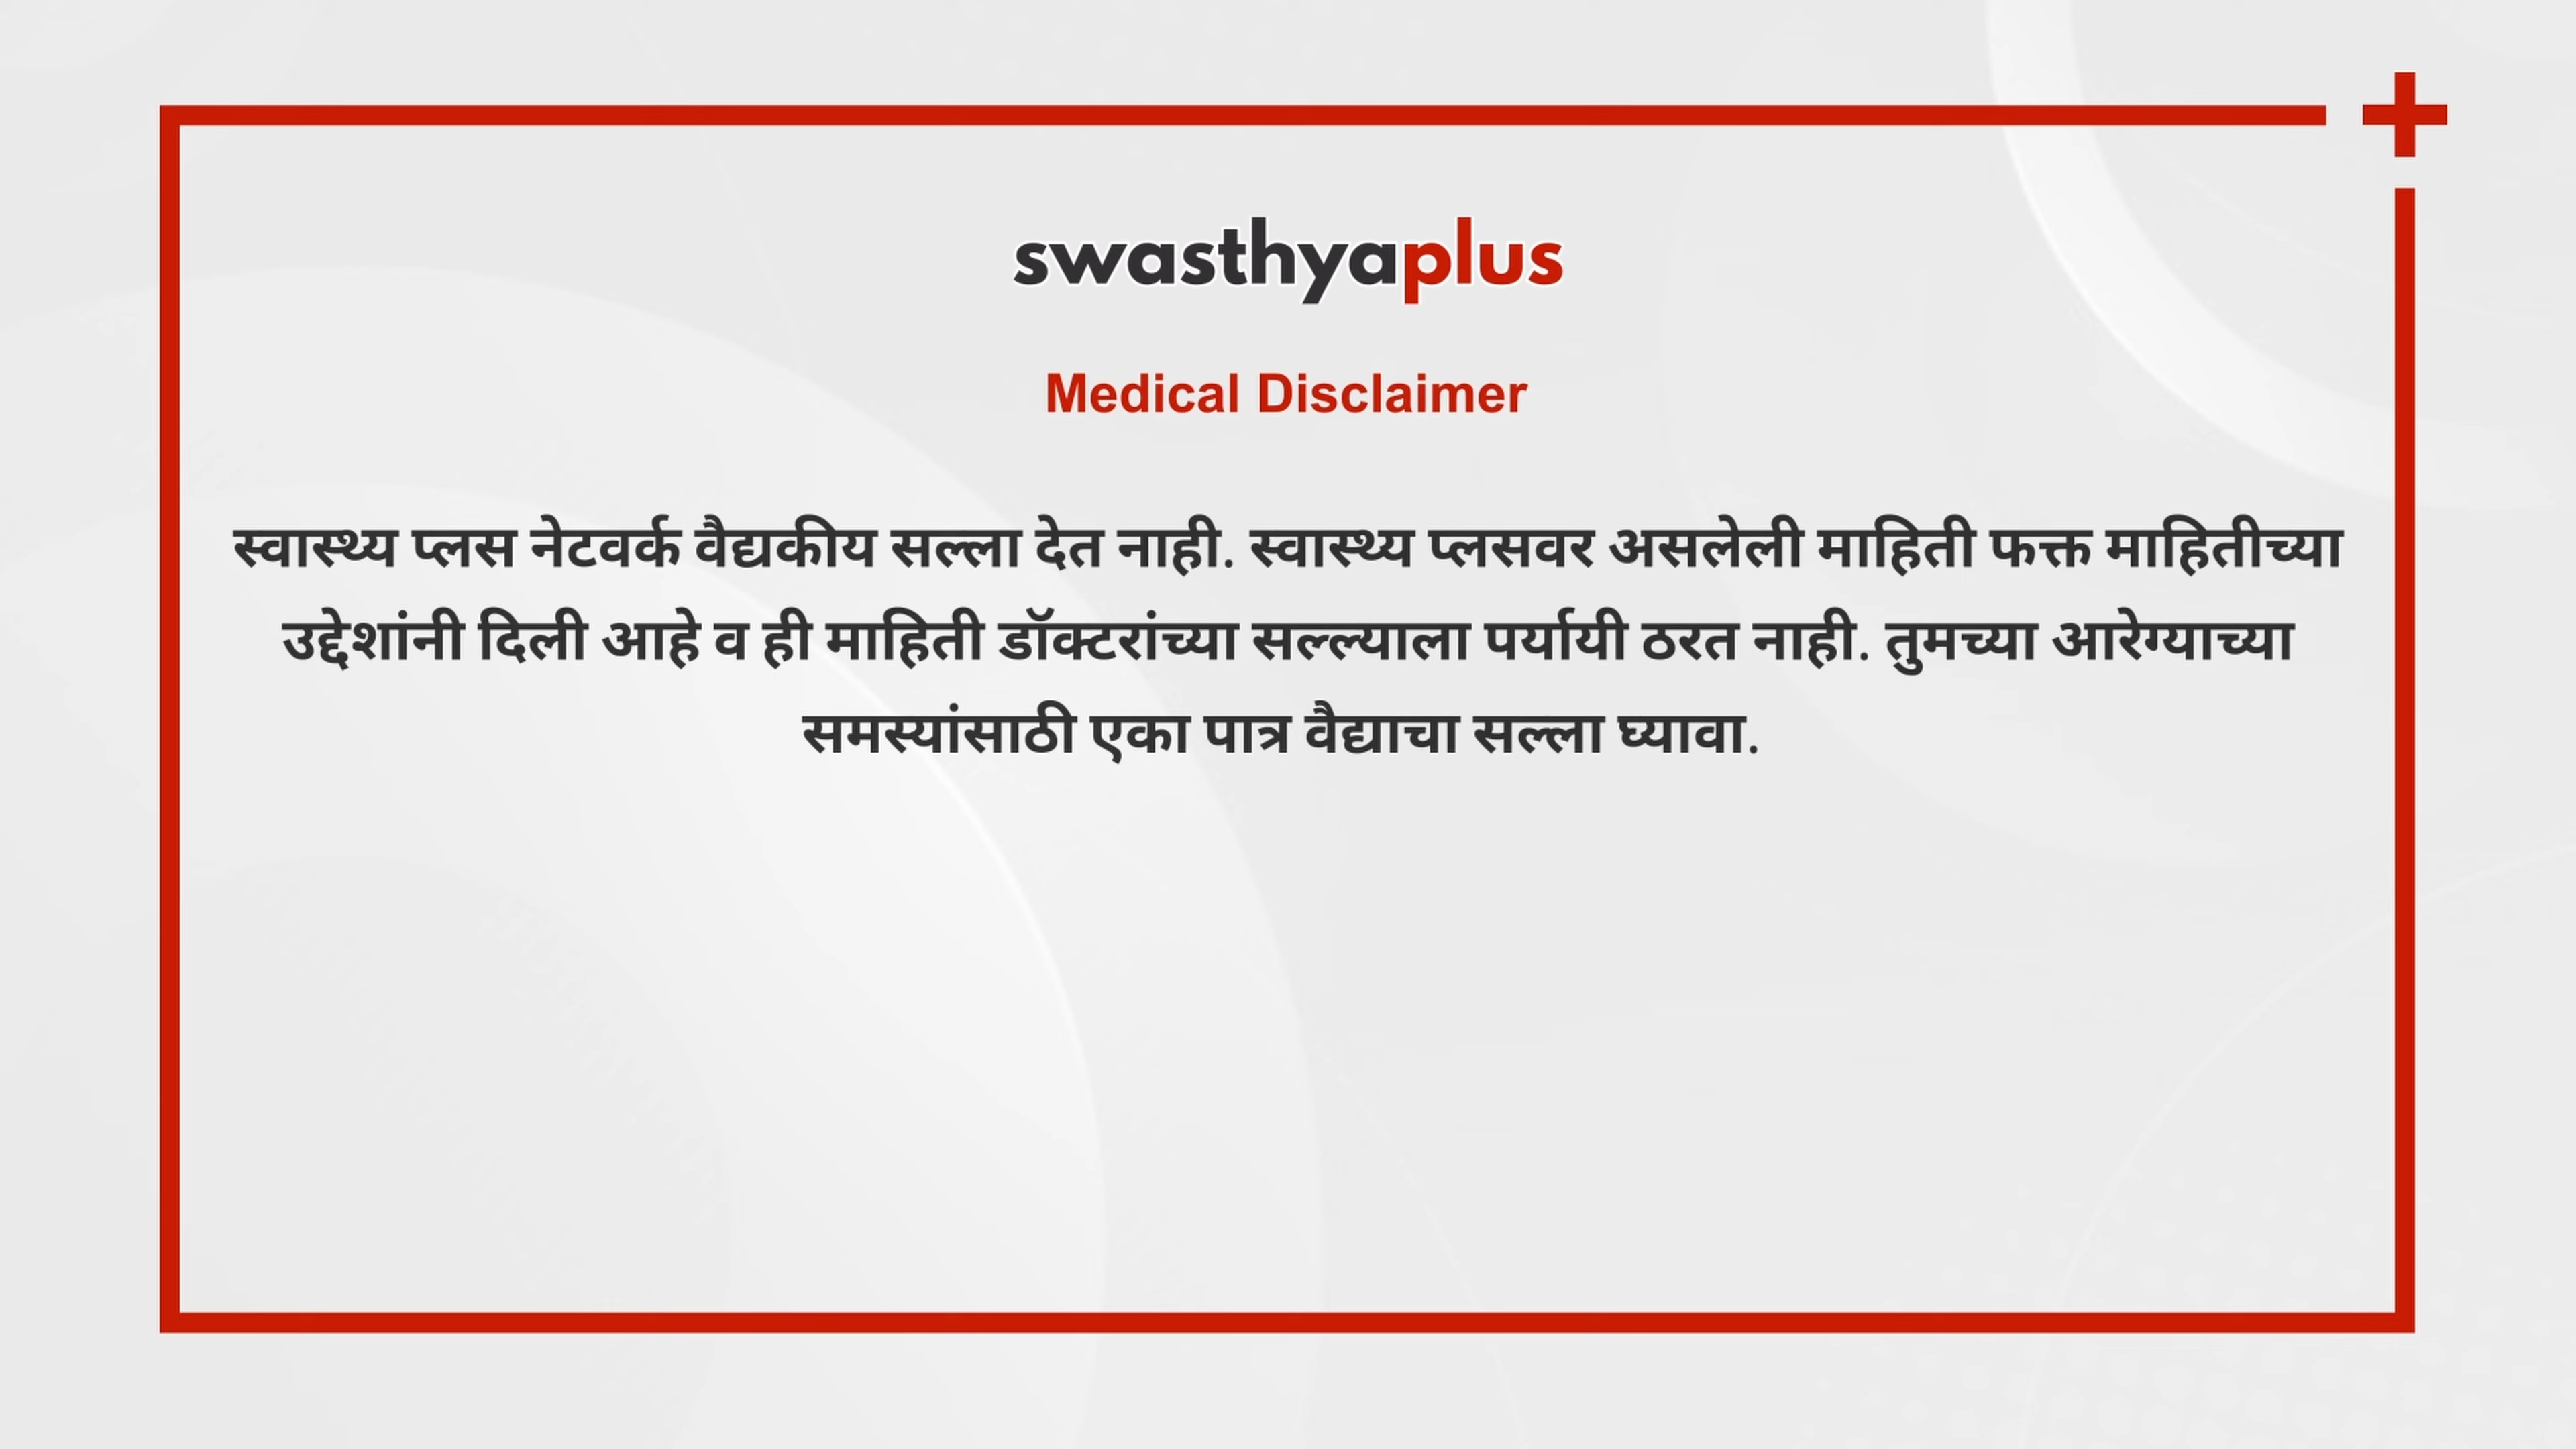 swasthyaplus
Medical Disclaimer
स्वास्थ्य प्लस नेटवर्क वैद्यकीय सल्ला देत नाही. स्वास्थ्य प्लसवर असलेली माहिती फक्त माहितीच्या
उद्देशांनी दिली आहे व ही माहिती डॉक्टरांच्या सल्ल्याला पर्यायी ठरत नाही. तुमच्या आरेग्याच्या
समस्यांसाठी एका पात्र वैद्याचा सल्ला घ्यावा.